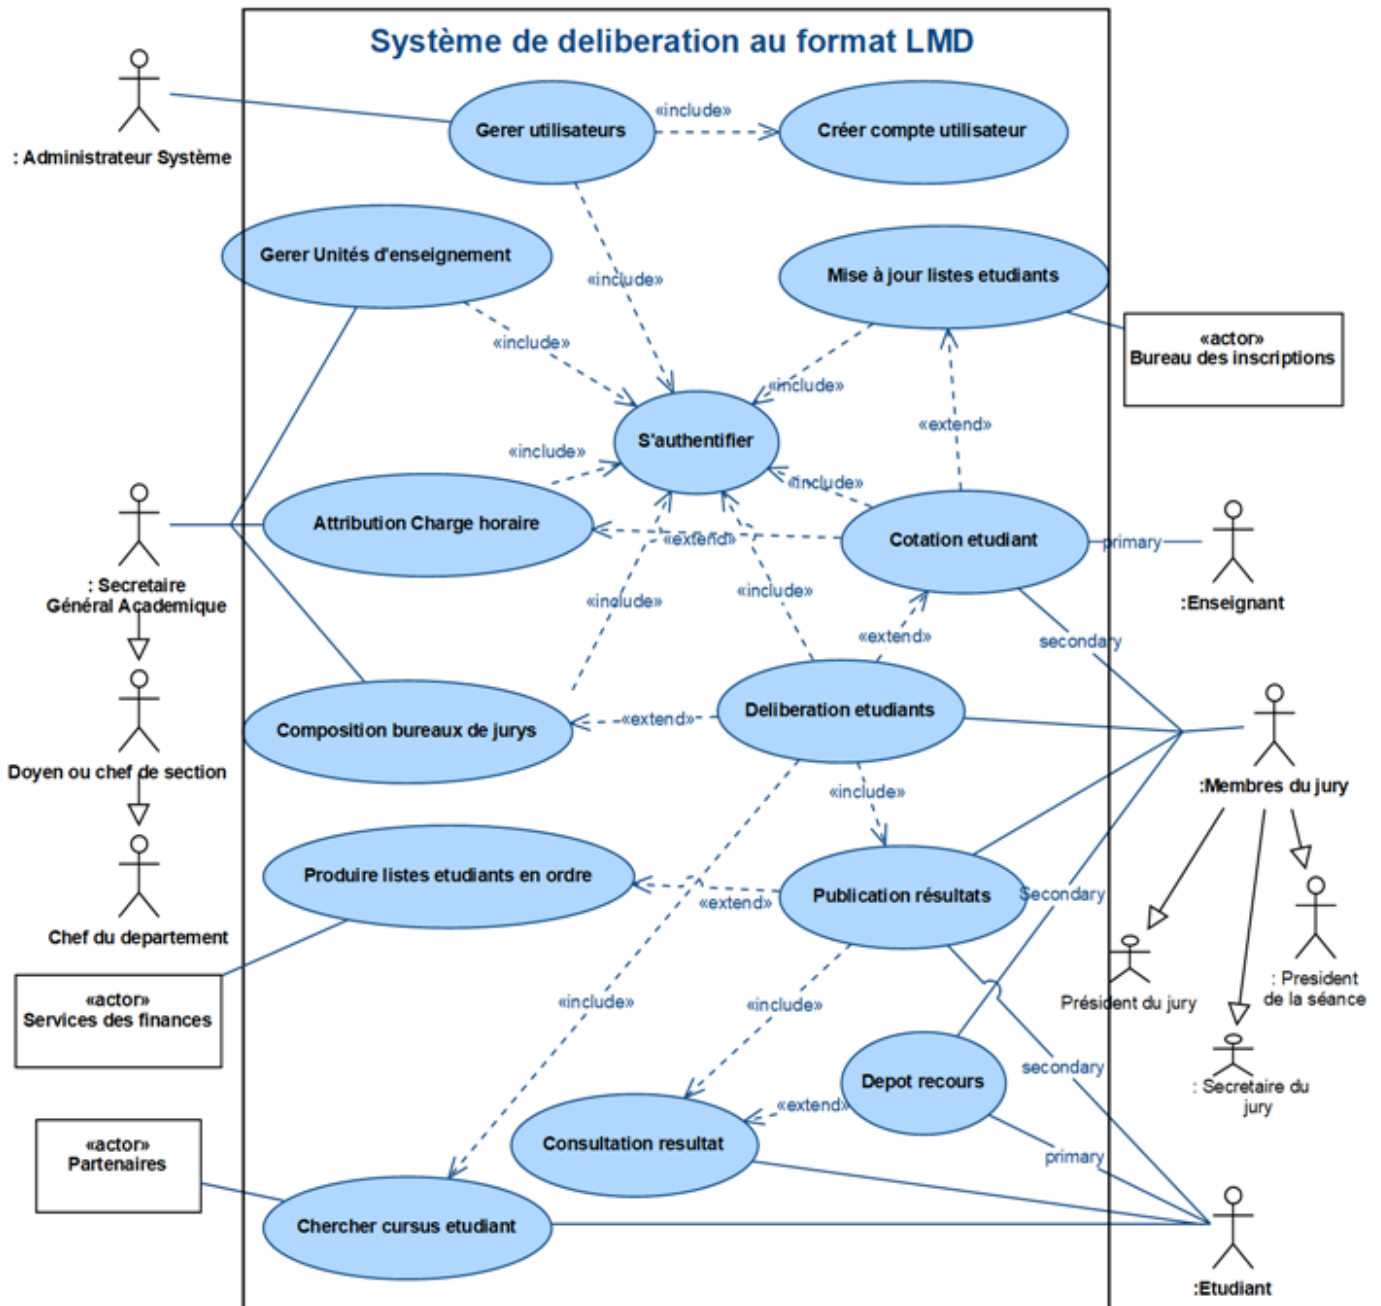 Système de deliberation au format LMD
: Administrateur Système
Gerer utilisateurs
«include»
Créer compte utilisateur
Gerer Unités d'enseignement
«include»
Mise à jour listes etudiants
«include»
«include»
«actor»
Bureau des inscriptions
S'authentifier
«extend»
«include»
«include»
Attribution Charge horaire
«extend»
Cotation etudiant
primary
:Enseignant
: Secretaire
Général Academique
«include»
«include»
«extend»
secondary
Doyen ou chef de section
Composition bureaux de jurys
«extend»
Deliberation etudiants
:Membres du jury
«include»
Chef du departement
Produire listes etudiants en ordre
«extend»
Publication résultats
Secondary
Président du jury
: President
de la séance
: Secretaire du
jury
«actor»
Services des finances
«include»
«include»
secondary
Depot recours
«extend»
Consultation resultat
primary
«actor»
Partenaires
Chercher cursus etudiant
:Etudiant